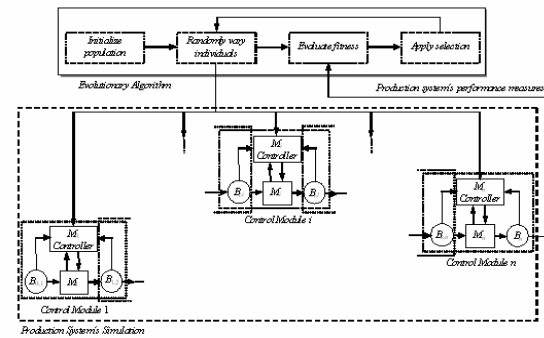 Initialize
population
Randomly vary
individuals
Evaluate fitness
Apply selection
Evolutionary Algorithm
Production system's performance measures
Controller
Control Module i
Controller
Control Module n
Controller
Control Module 1
Production System's Simulation